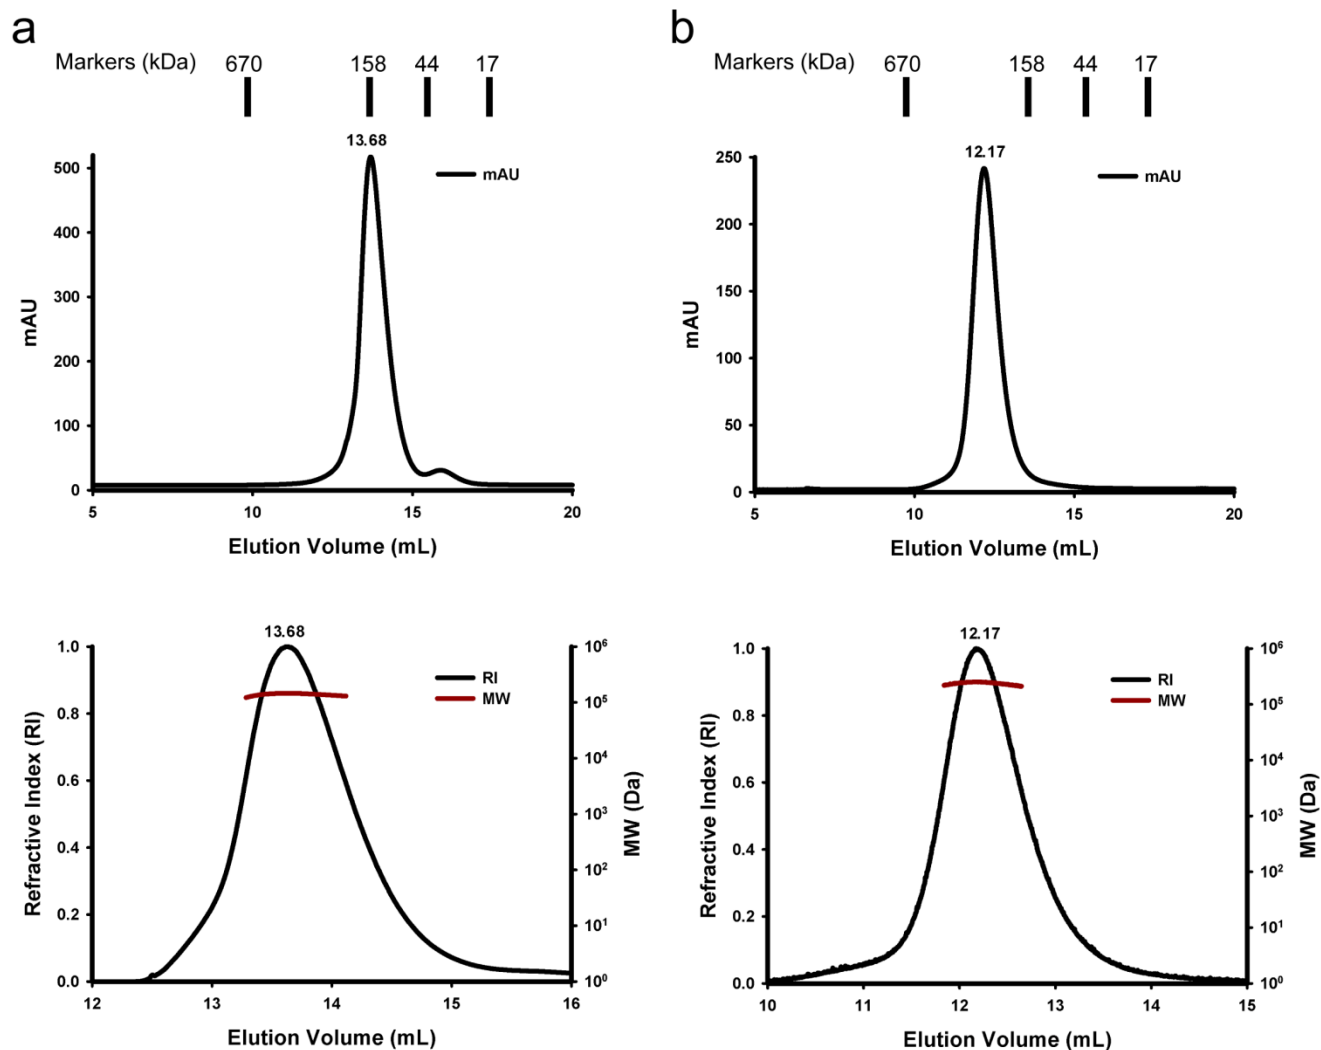 a
Markers (kDa) 670 158 44 17
13.68
mAU
500
400
300
200
100
0
mAU
5 10 15 20
Elution Volume (mL)
b
Markers (kDa) 670 158 44 17
12.17
mAU
250
200
150
100
50
0
mAU
5 10 15 20
Elution Volume (mL)
13.68
RI
MW
1.0
0.8
0.6
0.4
0.2
0.0
Refractive Index (RI)
10⁶
10⁵
10⁴
10³
10²
10¹
10⁰
MW (Da)
12 13 14 15 16
Elution Volume (mL)
12.17
RI
MW
1.0
0.8
0.6
0.4
0.2
0.0
Refractive Index (RI)
10⁶
10⁵
10⁴
10³
10²
10¹
10⁰
MW (Da)
10 11 12 13 14 15
Elution Volume (mL)